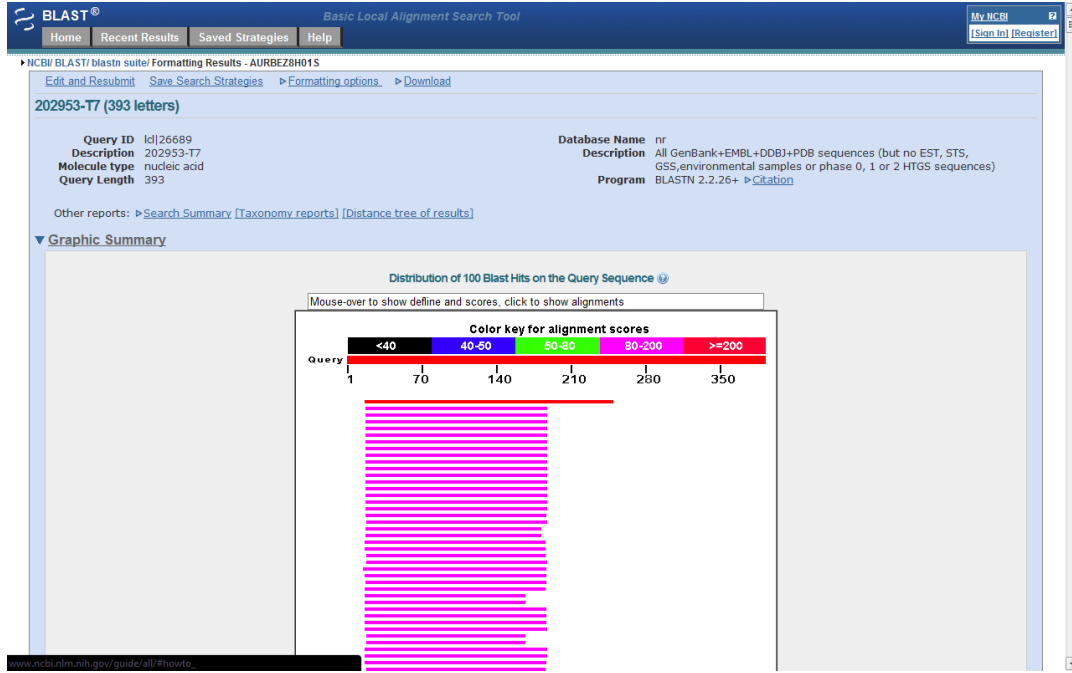 BLAST®
Basic Local Alignment Search Tool
My NCBI ?
[Sign In] [Register]
Home Recent Results Saved Strategies Help
NCBI/ BLAST/ blastn suite/ Formatting Results - AURBEZ8H01S
Edit and Resubmit Save Search Strategies Formatting options Download
202953-T7 (393 letters)
Query ID lcl|26689
Description 202953-T7
Molecule type nucleic acid
Query Length 393
Database Name nr
Description All GenBank+EMBL+DDBJ+PDB sequences (but no EST, STS,
GSS,environmental samples or phase 0, 1 or 2 HTGS sequences)
Program BLASTN 2.2.26+ Citation
Other reports: Search Summary [Taxonomy reports] [Distance tree of results]
Graphic Summary
Distribution of 100 Blast Hits on the Query Sequence ?
Mouse-over to show defline and scores, click to show alignments
Color key for alignment scores
<40 40-50 50-80 80-200 >=200
Query
1 70 140 210 280 350
www.ncbi.nlm.nih.gov/guide/all/#howto_